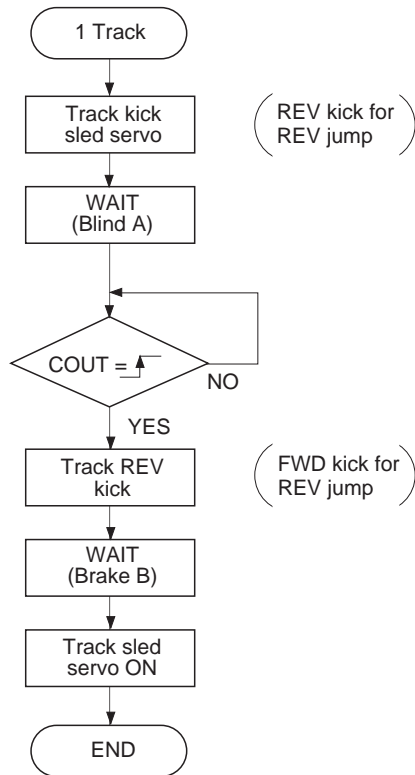 1 Track
Track kick
sled servo
REV kick for
REV jump
WAIT
(Blind A)
COUT =
NO
YES
Track REV
kick
FWD kick for
REV jump
WAIT
(Brake B)
Track sled
servo ON
END